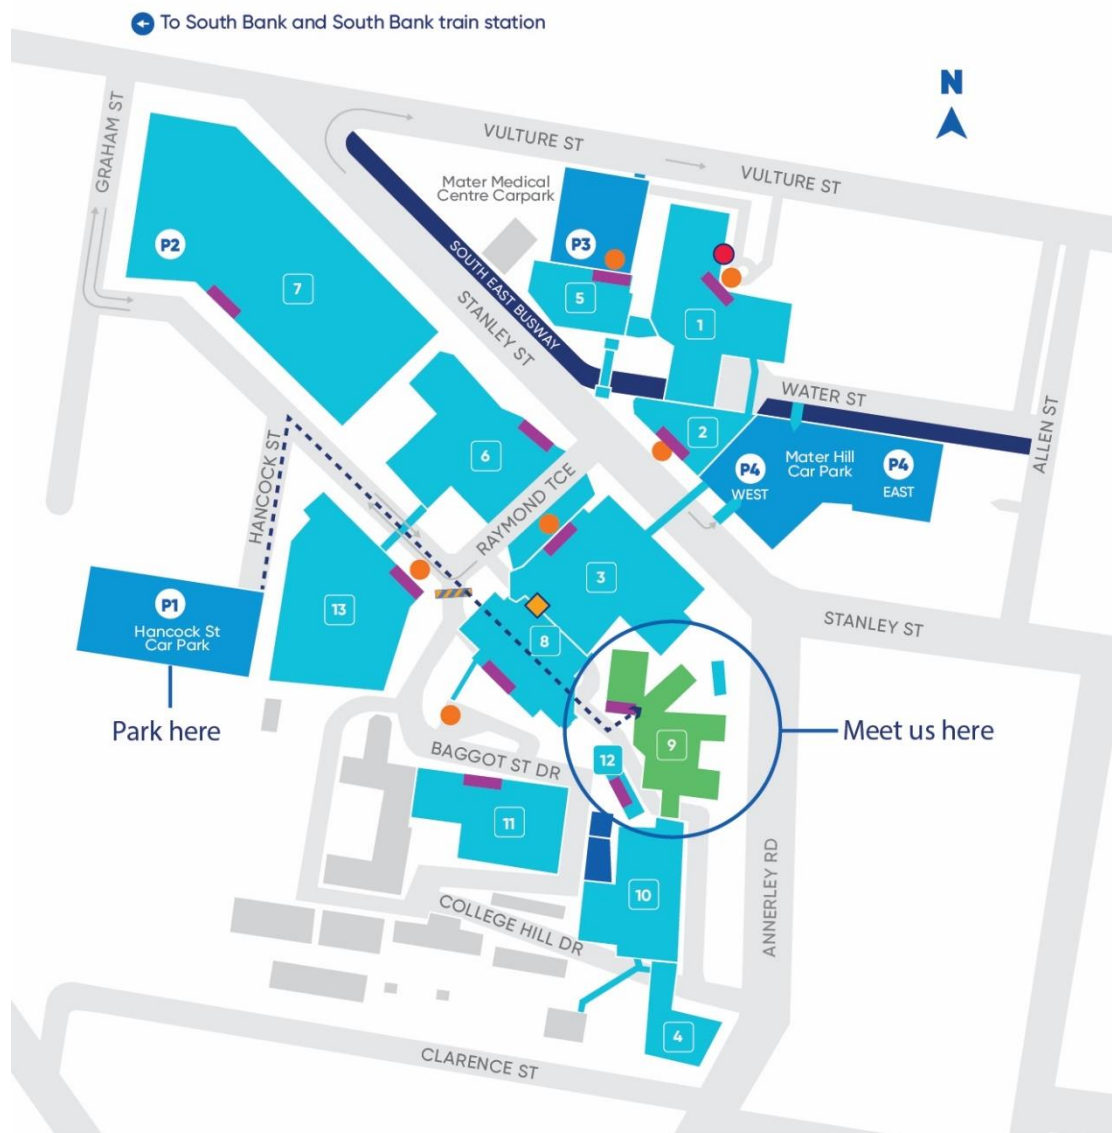 To South Bank and South Bank train station
N
GRAHAM ST
VULTURE ST
VULTURE ST
Mater Medical
Centre Carpark
P2
P3
SOUTH EAST BUSWAY
STANLEY ST
7
5
1
WATER ST
ALLEN ST
2
Mater Hill
Car Park
P4
WEST
P4
EAST
HANCOCK ST
6
RAYMOND TCE
3
P1
Hancock St
Car Park
13
8
STANLEY ST
Park here
Meet us here
9
BAGGOT ST DR
12
11
10
ANNERLEY RD
COLLEGE HILL DR
4
CLARENCE ST